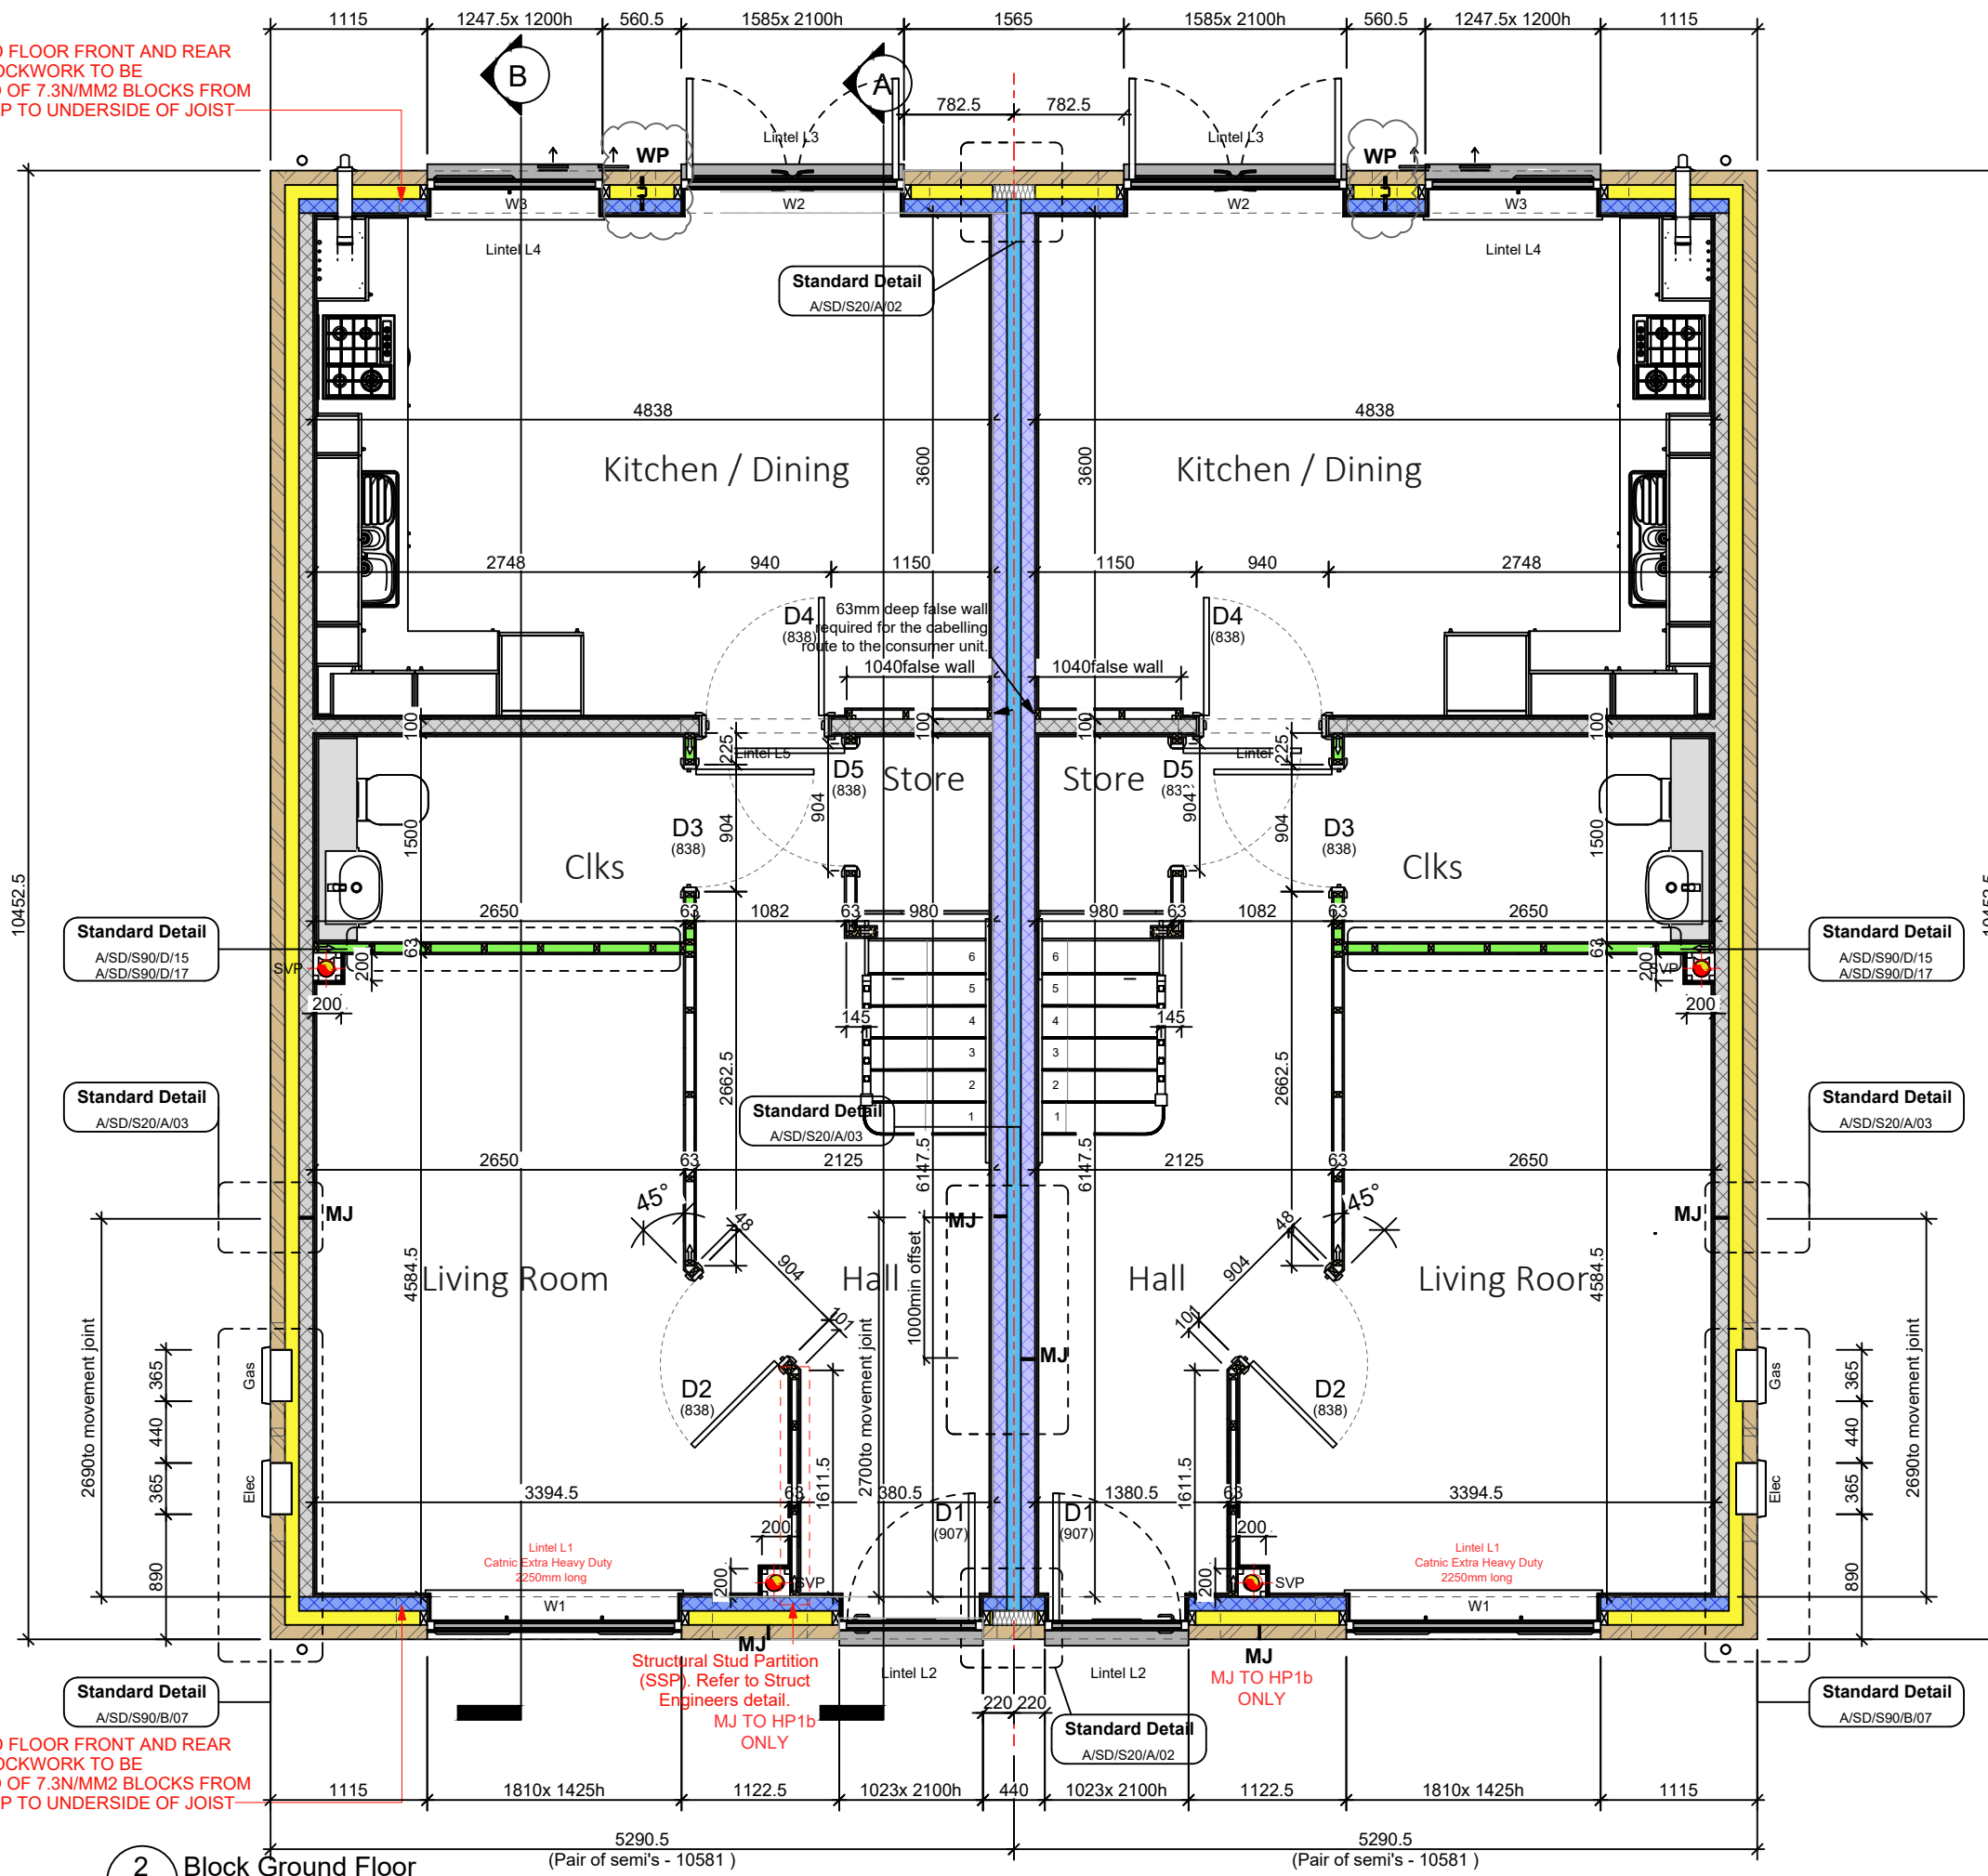 1115
1247.5x 1200h
560.5
1585x 2100h
1565
1585x 2100h
560.5
1247.5x 1200h
1115
FLOOR FRONT AND REAR
TO BE
OF 7.3N/MM2 BLOCKS FROM
TO UNDERSIDE OF JOIST
B
A
782.5
782.5
Lintel L3
Lintel L3
WP
WP
W3
W2
W2
W3
Lintel L4
Lintel L4
Standard Detail
A/SD/S20/A/02
4838
4838
Kitchen / Dining
3600
3600
Kitchen / Dining
2748
940
1150
1150
940
2748
D4
(838)
63mm deep false wall
required for the cabelling
route to the consumer unit.
D4
(838)
1040false wall
1040false wall
100
100
100
100
225
225
Lintel L5
Lintel
D5
(838)
Store
Store
D5
904
904
904
904
D3
(838)
D3
(838)
1500
1500
Clks
Clks
10452.5
2650
63
1082
63
980
980
63
1082
63
2650
Standard Detail
A/SD/S90/D/15
A/SD/S90/D/17
Standard Detail
A/SD/S90/D/15
A/SD/S90/D/17
63
63
SVP
200
200
200
200
6
6
5
5
4
4
3
3
2
2
1
1
145
145
2662.5
2662.5
Standard Detail
A/SD/S20/A/03
Standard Detail
A/SD/S20/A/03
Standard Detail
A/SD/S20/A/03
2650
63
2125
6147.5
6147.5
2125
63
2650
45°
45°
48
48
MJ
MJ
MJ
MJ
904
904
101
101
Living Room
Hall
Hall
Living
4584.5
4584.5
1000min offset
2690to movement joint
2700to movement joint
2690to movement joint
Gas
Gas
365
440
365
890
365
440
365
890
D2
(838)
D2
(838)
Elec
Elec
1611.5
1611.5
3394.5
63
380.5
1380.5
63
3394.5
D1
(907)
D1
(907)
200
200
200
200
Lintel L1
Catnic Extra Heavy Duty
2250mm long
Lintel L1
Catnic Extra Heavy Duty
2250mm long
SVP
SVP
W1
W1
MJ
MJ
Structural Stud Partition
(SSP). Refer to Struct
Engineers detail.
MJ TO HP1b
ONLY
MJ TO HP1b
ONLY
Lintel L2
Lintel L2
220
220
Standard Detail
A/SD/S90/B/07
Standard Detail
A/SD/S20/A/02
Standard Detail
A/SD/S90/B/07
FLOOR FRONT AND REAR
TO BE
OF 7.3N/MM2 BLOCKS FROM
TO UNDERSIDE OF JOIST
1115
1810x 1425h
1122.5
1023x 2100h
440
1023x 2100h
1122.5
1810x 1425h
1115
5290.5
(Pair of semi's - 10581 )
5290.5
(Pair of semi's - 10581 )
2
Block Ground Floor